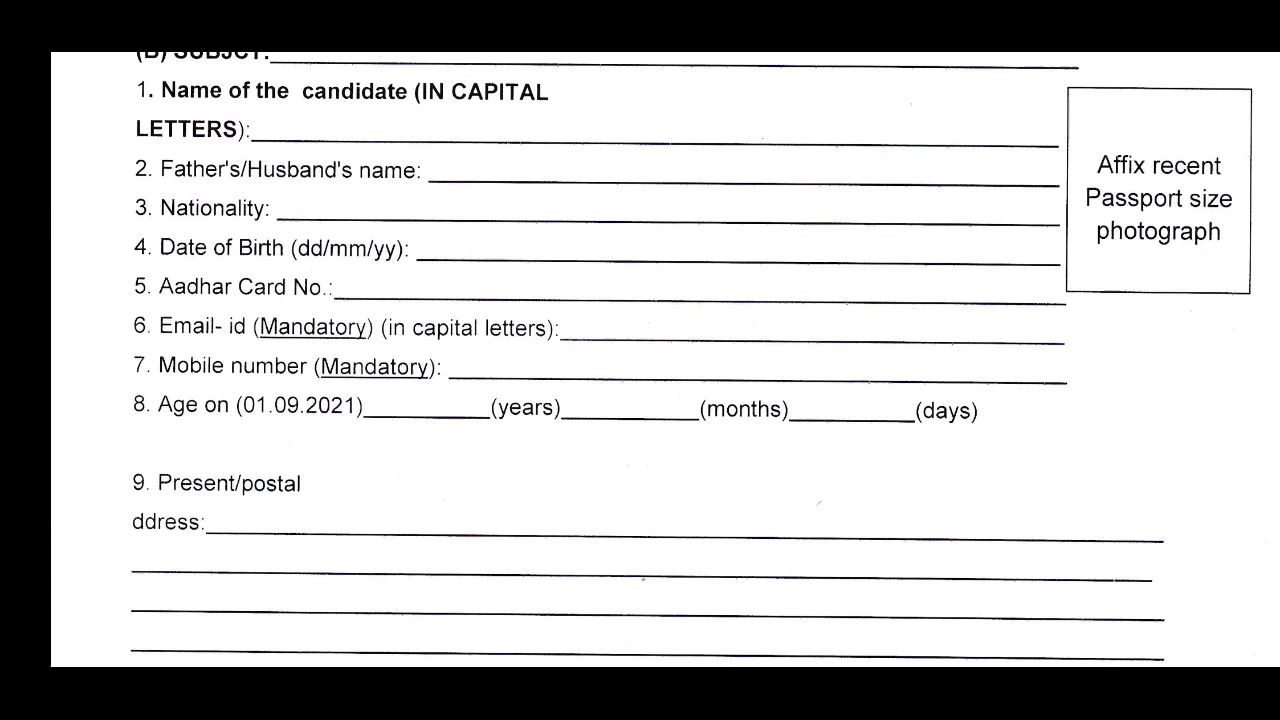 (B) SUBJCT:
1. Name of the candidate (IN CAPITAL
LETTERS):
Affix recent
Passport size
photograph
2. Father's/Husband's name:
3. Nationality:
4. Date of Birth (dd/mm/yy):
5. Aadhar Card No.:
6. Email- id (Mandatory) (in capital letters):
7. Mobile number (Mandatory):
8. Age on (01.09.2021)__________(years)___________(months)__________(days)
9. Present/postal
ddress: